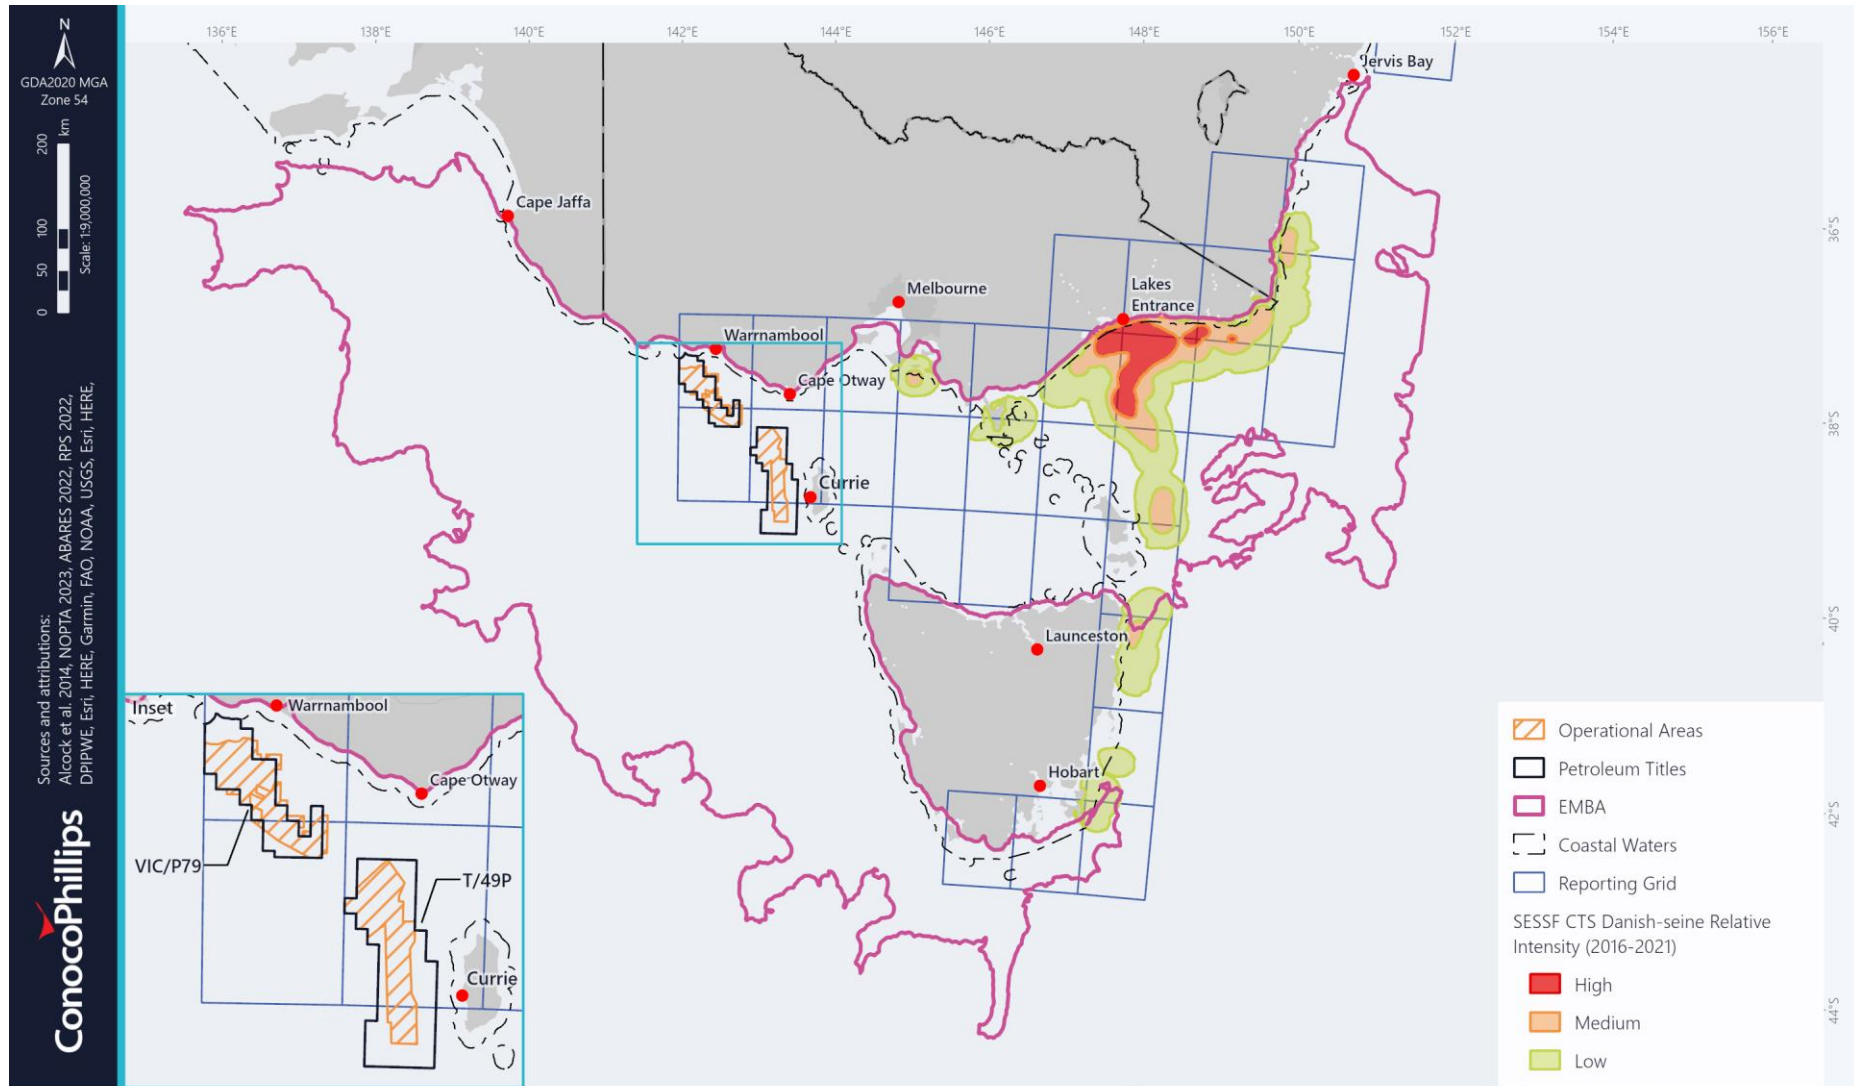 N
GDA2020 MGA
Zone 54
0
50
100
200
km
Scale: 1:9,000,000
Sources and attributions:
Alcock et al. 2014, NOPTA 2023, ABARES 2022, RPS 2022,
DPIPWE, Esri, HERE, Garmin, FAO, NOAA, USGS, Esri, HERE,
ConocoPhillips
136°E
138°E
140°E
142°E
144°E
146°E
148°E
150°E
152°E
154°E
156°E
36°S
38°S
40°S
42°S
44°S
Jervis Bay
Cape Jaffa
Melbourne
Lakes
Entrance
Warrnambool
Cape Otway
Currie
Launceston
Hobart
Inset
Warrnambool
Cape Otway
VIC/P79
T/49P
Currie
Operational Areas
Petroleum Titles
EMBA
Coastal Waters
Reporting Grid
SESSF CTS Danish-seine Relative
Intensity (2016-2021)
High
Medium
Low